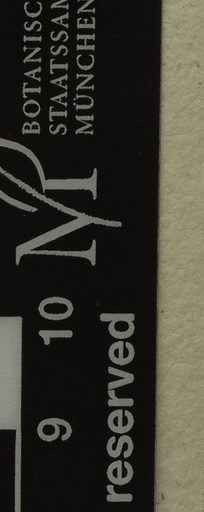 BOTANISC
STAATSSAM
MÜNCHEN
M
9 10
reserved